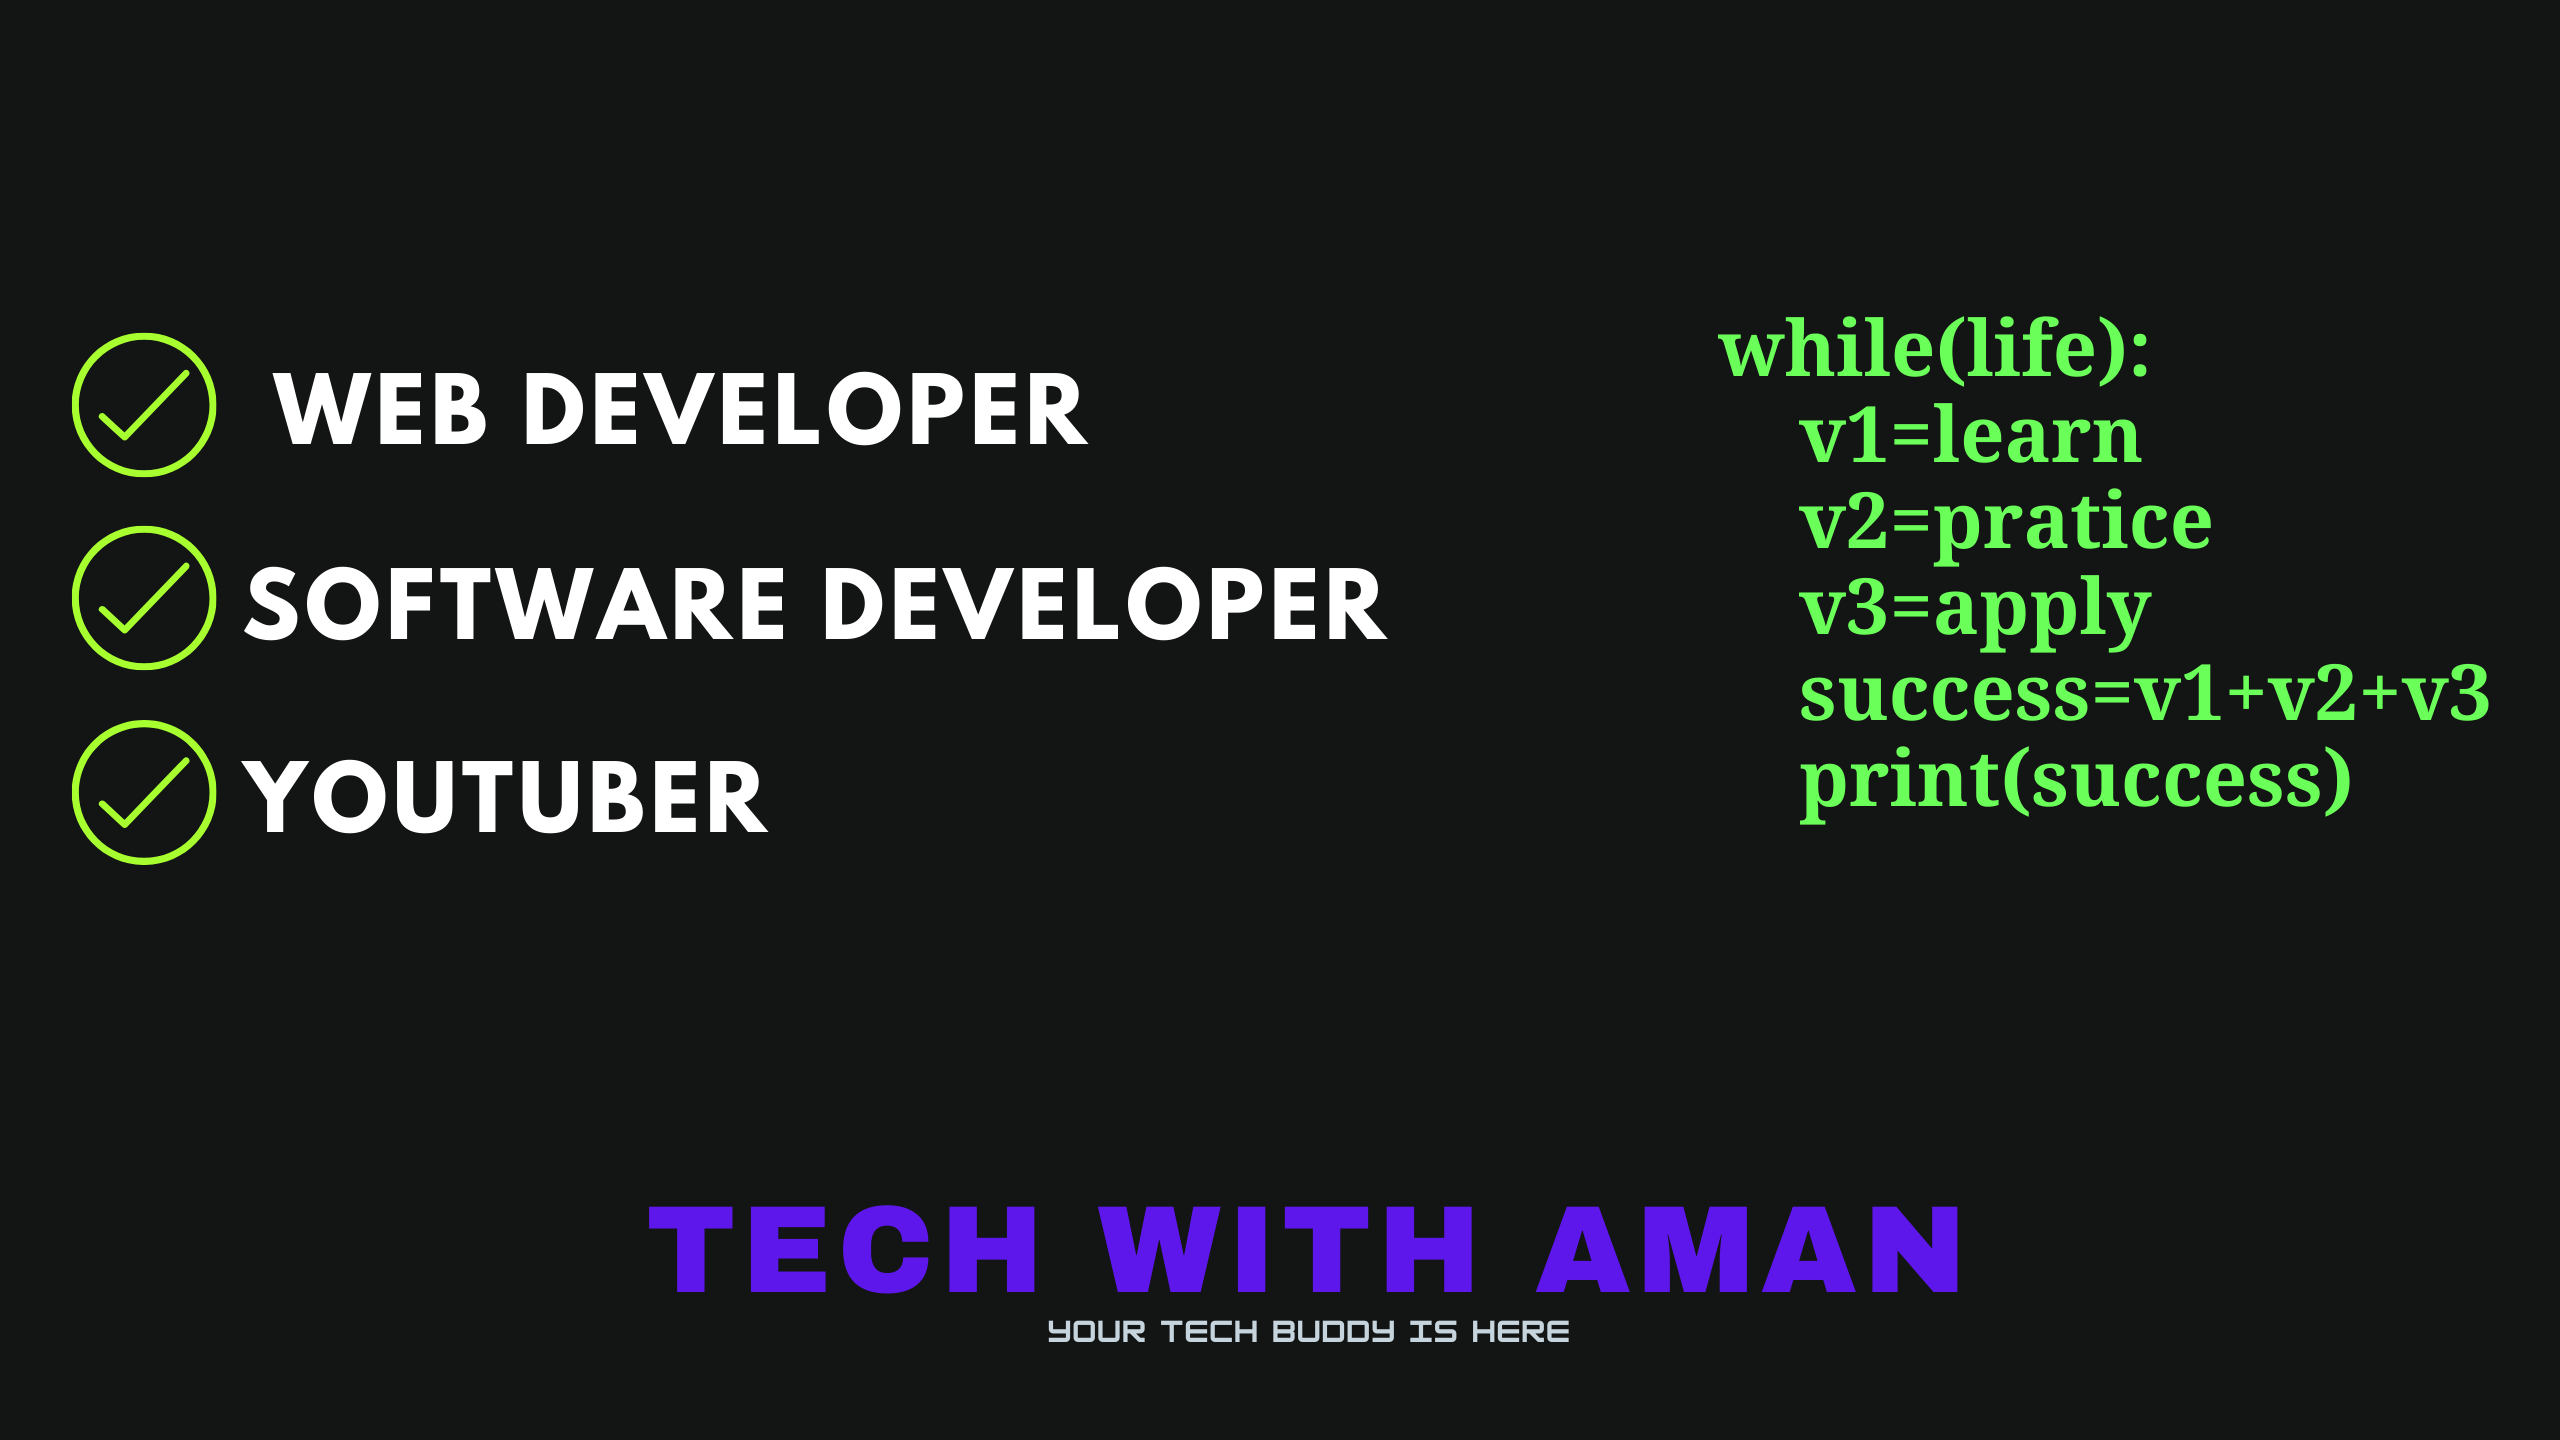 WEB DEVELOPER
SOFTWARE DEVELOPER
YOUTUBER
while(life):
v1=learn
v2=pratice
v3=apply
success=v1+v2+v3
print(success)
TECH WITH AMAN
YOUR TECH BUDDY IS HERE